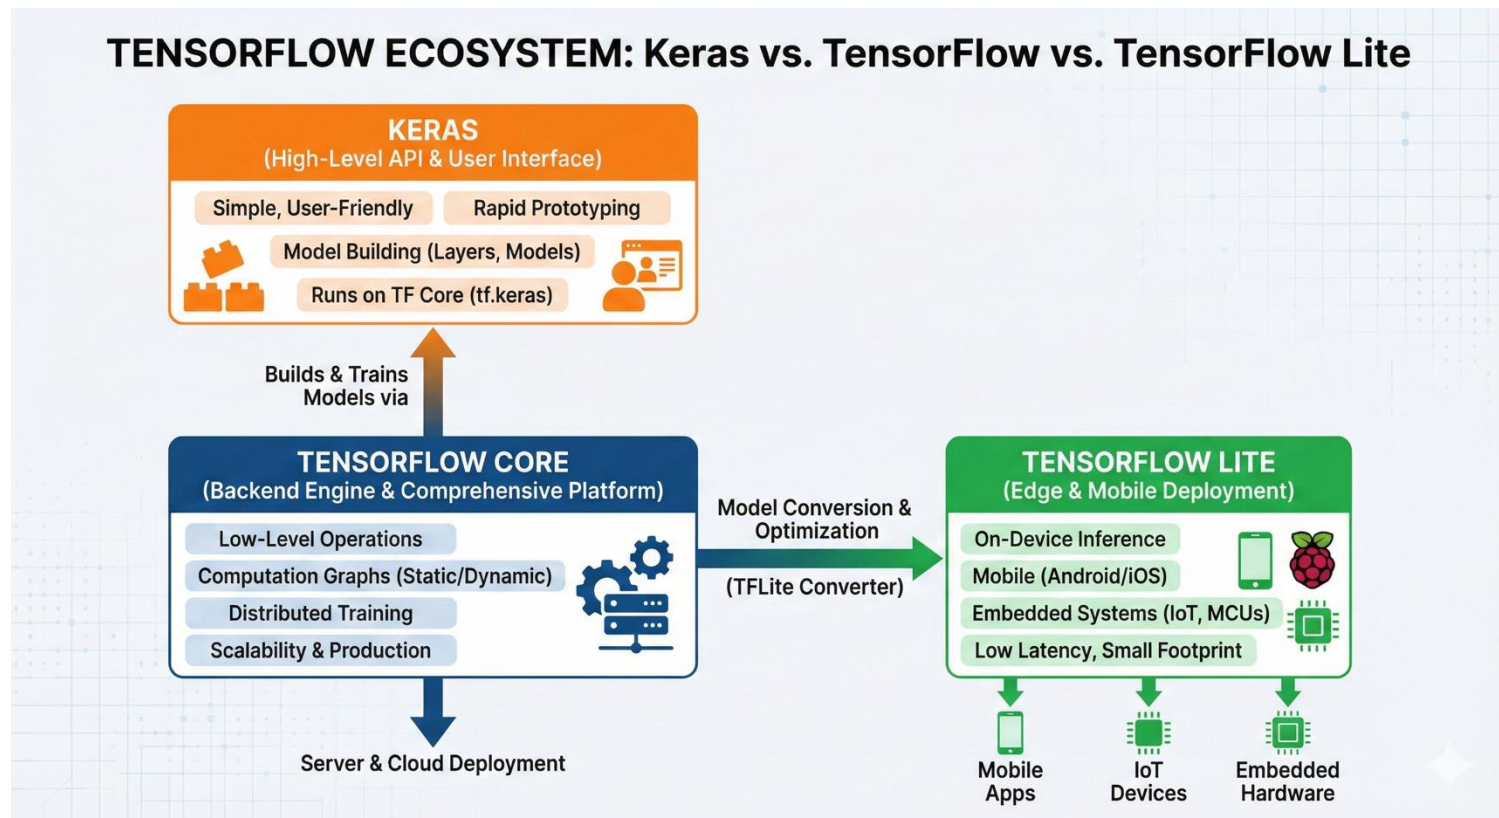 TENSORFLOW ECOSYSTEM: Keras vs. TensorFlow vs. TensorFlow Lite
KERAS
(High-Level API & User Interface)
Simple, User-Friendly
Rapid Prototyping
Model Building (Layers, Models)
Runs on TF Core (tf.keras)
Builds & Trains
Models via
TENSORFLOW CORE
(Backend Engine & Comprehensive Platform)
Low-Level Operations
Computation Graphs (Static/Dynamic)
Distributed Training
Scalability & Production
Model Conversion &
Optimization
(TFLite Converter)
TENSORFLOW LITE
(Edge & Mobile Deployment)
On-Device Inference
Mobile (Android/iOS)
Embedded Systems (IoT, MCUs)
Low Latency, Small Footprint
Server & Cloud Deployment
Mobile
Apps
IoT
Devices
Embedded
Hardware